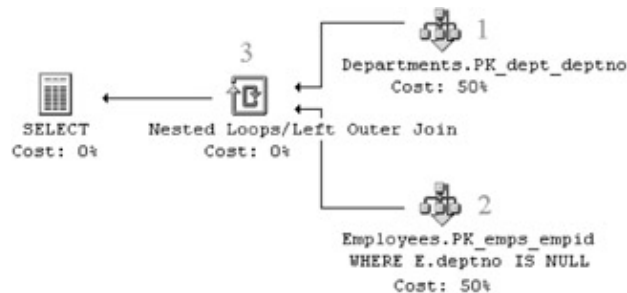 1
Departments.PK_dept_deptno
Cost: 50%
3
SELECT
Cost: 0%
Nested Loops/Left Outer Join
Cost: 0%
2
Employees.PK_emps_empid
WHERE E.deptno IS NULL
Cost: 50%